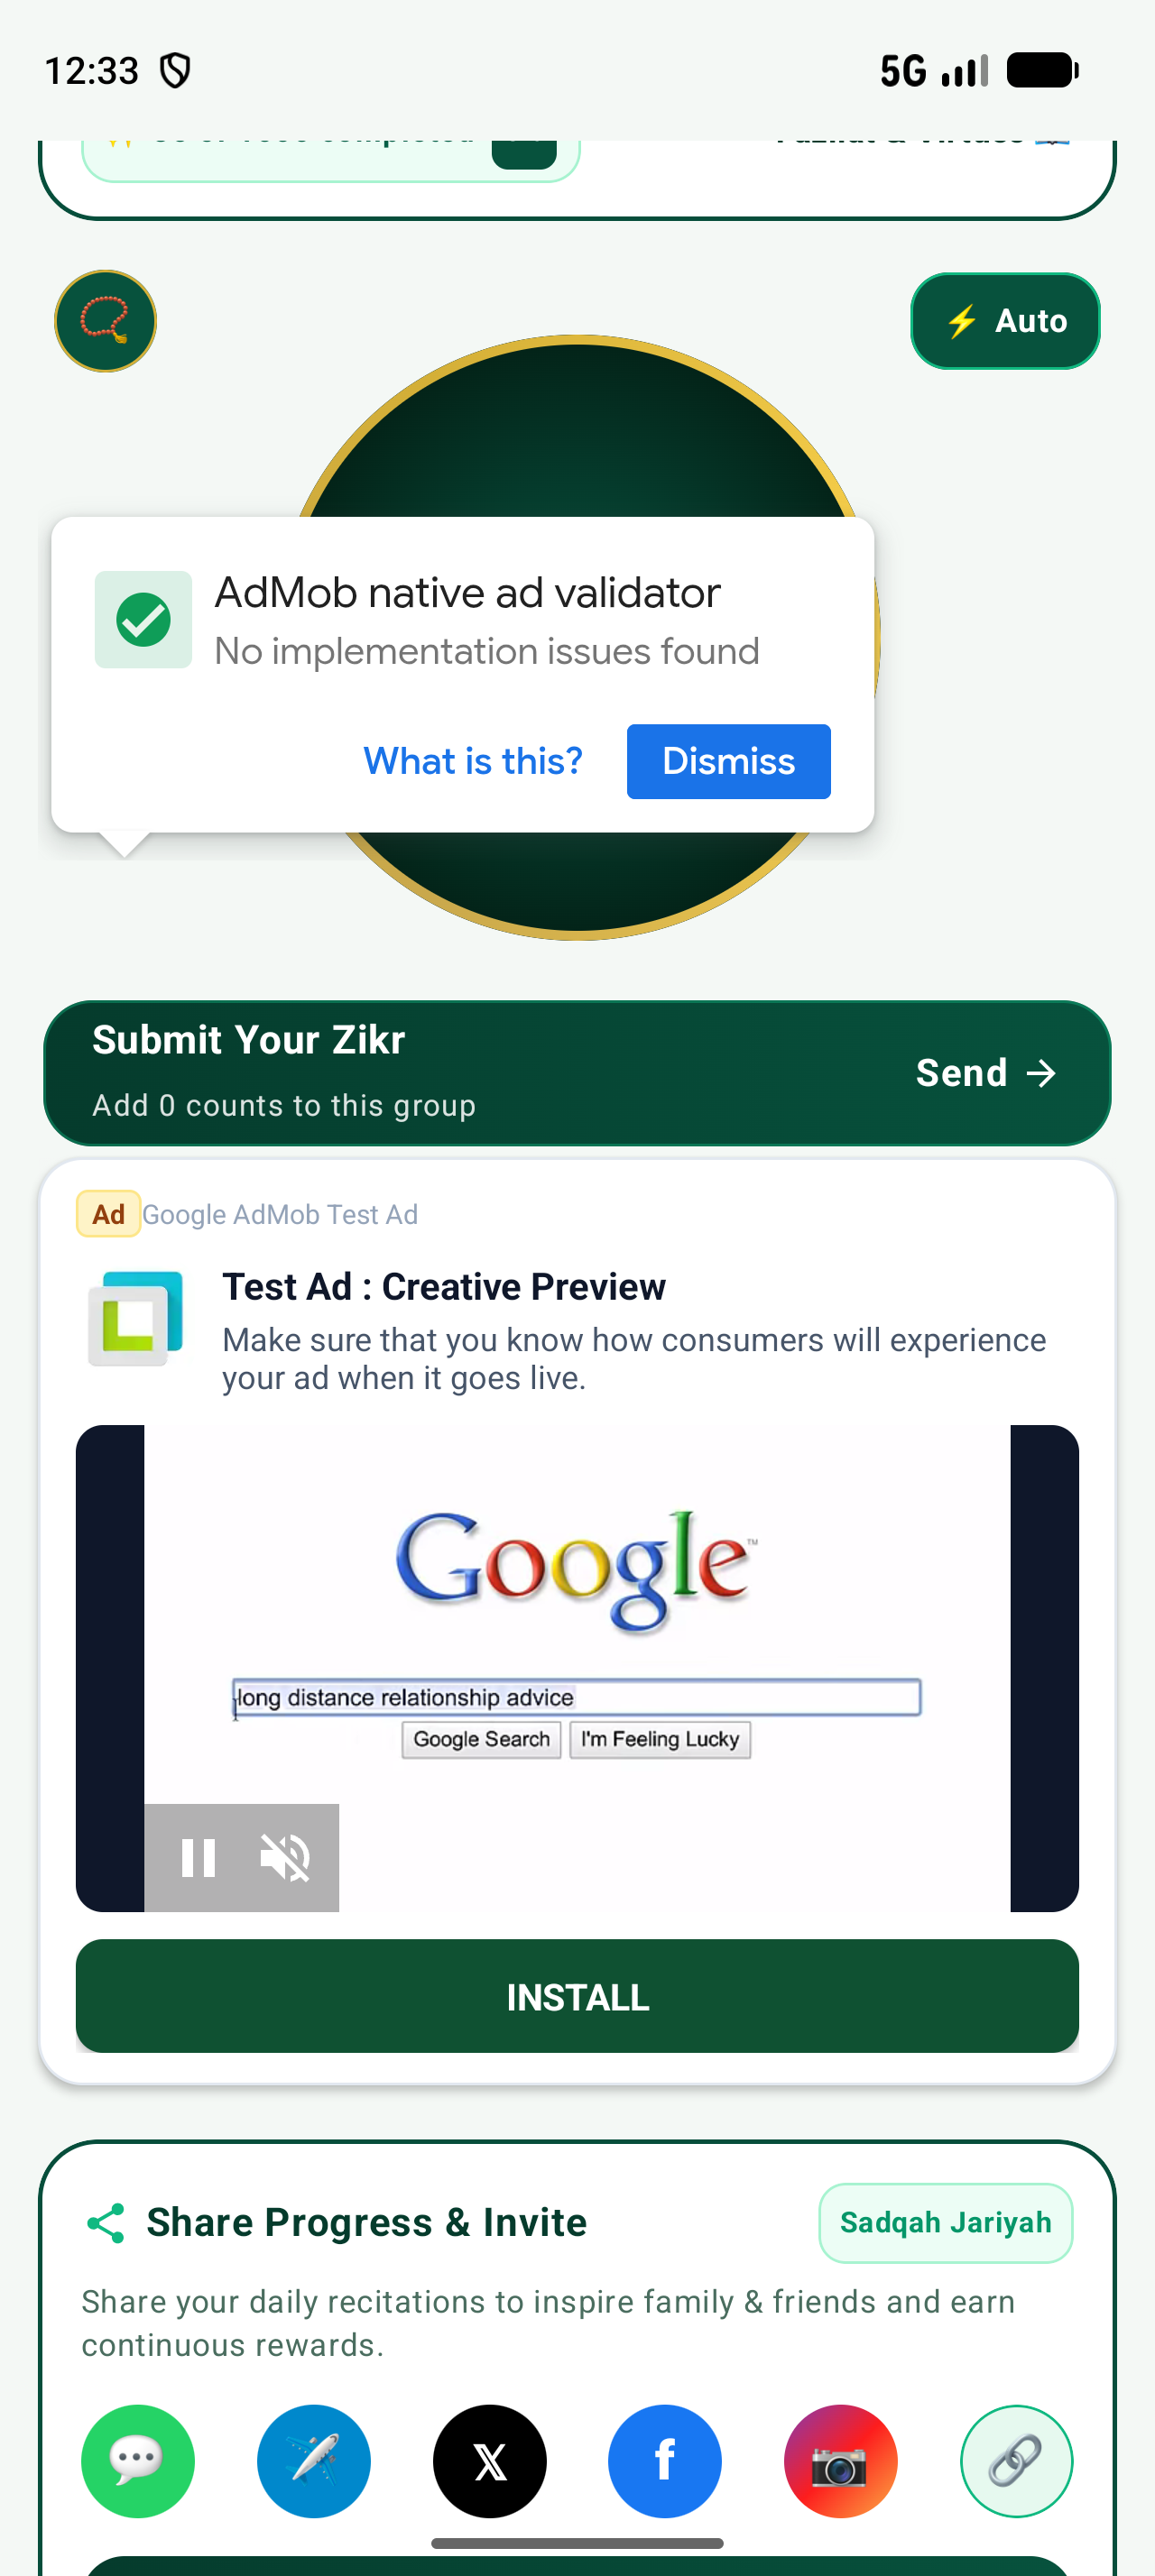 12:33
5G
Auto
AdMob native ad validator
No implementation issues found
What is this?
Dismiss
Submit Your Zikr
Add 0 counts to this group
Send →
Ad Google AdMob Test Ad
Test Ad : Creative Preview
Make sure that you know how consumers will experience
your ad when it goes live.
Google™
long distance relationship advice
Google Search
I'm Feeling Lucky
INSTALL
Share Progress & Invite
Sadqah Jariyah
Share your daily recitations to inspire family & friends and earn
continuous rewards.
𝕏
f